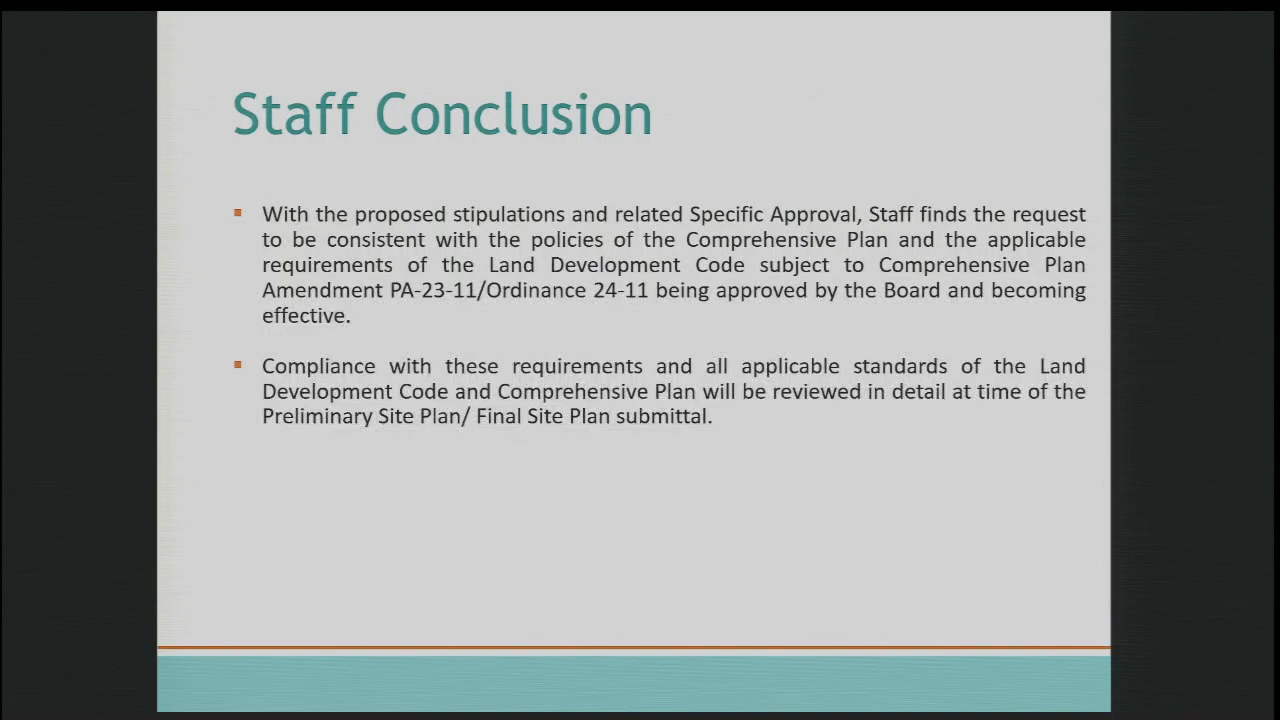 Staff Conclusion
With the proposed stipulations and related Specific Approval, Staff finds the request
to be consistent with the policies of the Comprehensive Plan and the applicable
requirements of the Land Development Code subject to Comprehensive Plan
Amendment PA-23-11/Ordinance 24-11 being approved by the Board and becoming
effective.
Compliance with these requirements and all applicable standards of the Land
Development Code and Comprehensive Plan will be reviewed in detail at time of the
Preliminary Site Plan/ Final Site Plan submittal.